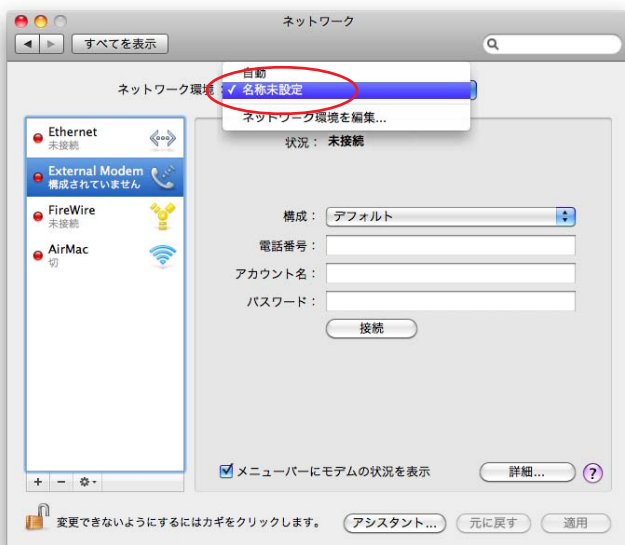 ネットワーク
すべてを表示
自動
ネットワーク環境：
✓ 名称未設定
ネットワーク環境を編集...
Ethernet
未接続
状況： 未接続
External Modem
構成されていません
FireWire
未接続
構成： デフォルト
電話番号：
AirMac
切
アカウント名：
パスワード：
接続
メニューバーにモデムの状況を表示
詳細...
?
+ −
変更できないようにするにはカギをクリックします。
アシスタント...
元に戻す
適用